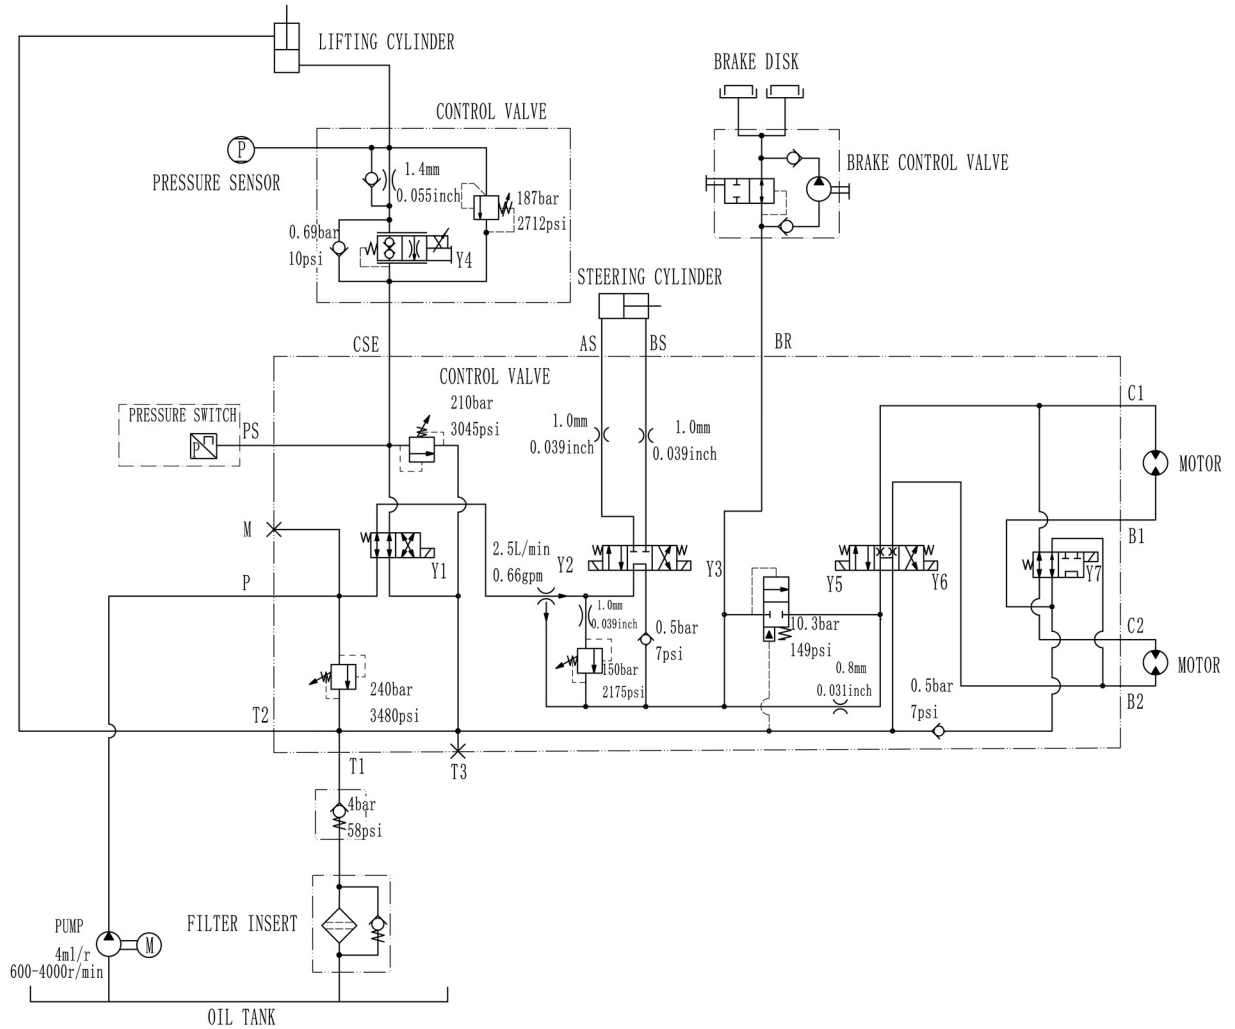 LIFTING CYLINDER
BRAKE DISK
CONTROL VALVE
P
PRESSURE SENSOR
1.4mm
0.055inch
187bar
2712psi
BRAKE CONTROL VALVE
0.69bar
10psi
Y4
STEERING CYLINDER
CSE
AS
BS
BR
CONTROL VALVE
210bar
3045psi
PRESSURE SWITCH
P
PS
1.0mm
0.039inch
1.0mm
0.039inch
C1
MOTOR
M
B1
Y1
2.5L/min
0.66gpm
Y2
Y3
Y5
Y6
Y7
P
1.0mm
0.039inch
0.5bar
7psi
10.3bar
149psi
C2
MOTOR
150bar
2175psi
0.8mm
0.031inch
0.5bar
7psi
B2
240bar
3480psi
T2
T1
T3
4bar
58psi
FILTER INSERT
PUMP
4ml/r
600-4000r/min
M
OIL TANK